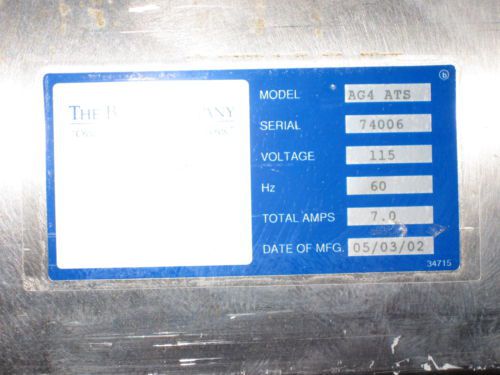 THE
MODEL AG4 ATS
SERIAL 74006
VOLTAGE 115
Hz 60
TOTAL AMPS 7.0
DATE OF MFG. 05/03/02
34715